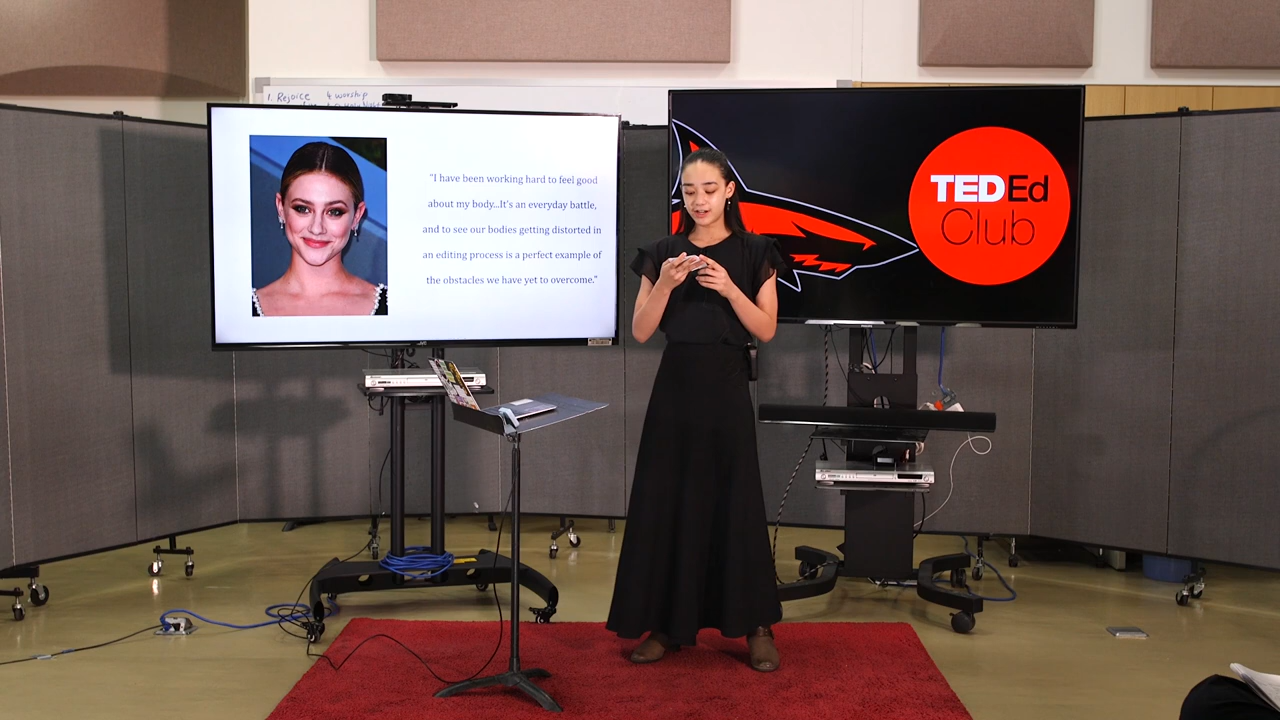 1. Rejoice 4 worship
"I have been working hard to feel good
about my body...It's an everyday battle,
and to see our bodies getting distorted in
an editing process is a perfect example of
the obstacles we have yet to overcome."
TEDEd
Club